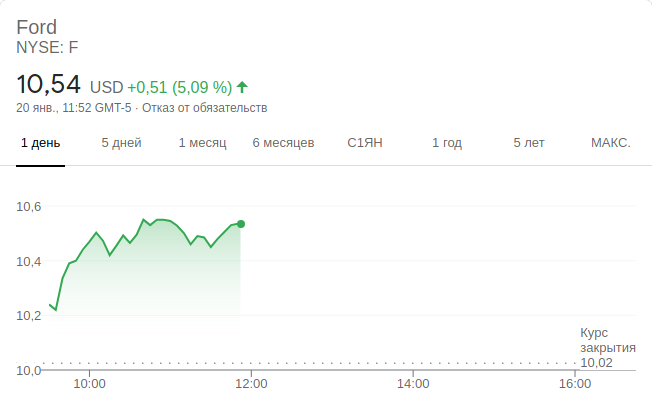 Ford
NYSE: F
10,54 USD +0,51 (5,09 %)
20 янв., 11:52 GMT-5 · Отказ от обязательств
1 день 5 дней 1 месяц 6 месяцев С1ЯН 1 год 5 лет МАКС.
10,6
10,4
10,2
Курс
закрытия
10,02
10,0
10:00 12:00 14:00 16:00